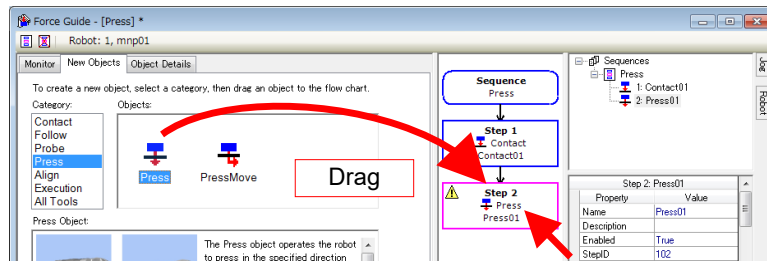 Force Guide - [Press] *
Robot: 1, mnp01
Monitor New Objects Object Details
To create a new object, select a category, then drag an object to the flow chart.
Category: Objects:
Contact
Follow
Probe
Press
Align
Execution
All Tools
Press PressMove
Drag
Press Object:
The Press object operates the robot
to press in the specified direction
Sequence
Press
Step 1
Contact
Contact01
Step 2
Press
Press01
Sequences
Press
1: Contact01
2: Press01
Step 2: Press01
Property Value
Name Press01
Description
Enabled True
StepID 102
Jog
Robot